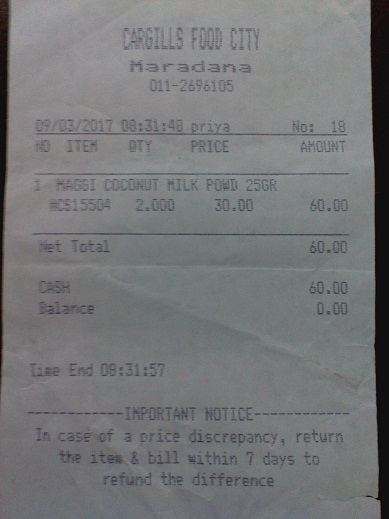 CARGILLS FOOD CITY
Maradana
011-2696105
09/03/2017 08:31:48 priya No: 18
NO ITEM QTY PRICE AMOUNT
1 MAGGI COCONUT MILK POWD 25GR
#CS15504 2.000 30.00 60.00
Net Total 60.00
CASH 60.00
Balance 0.00
Time End 08:31:57
------------IMPORTANT NOTICE------------
In case of a price discrepancy, return
the item & bill within 7 days to
refund the difference